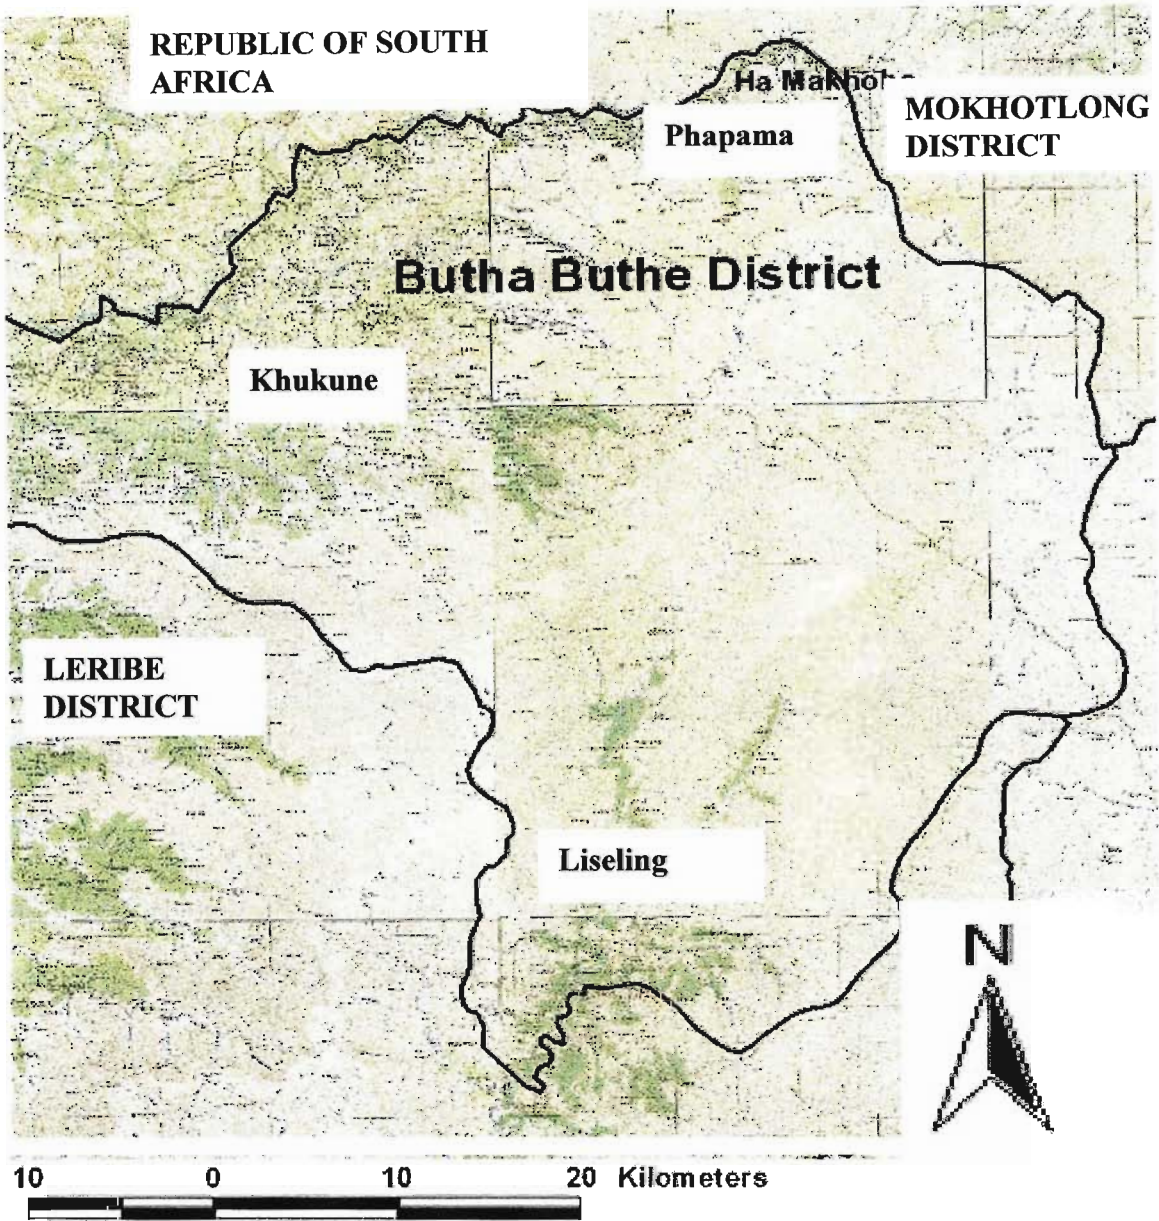 REPUBLIC OF SOUTH
AFRICA
Ha
MOKHOTLONG
DISTRICT
Phapama
Butha Buthe District
Khukune
LERIBE
DISTRICT
Liseling
N
10 0 10 20 Kilometers